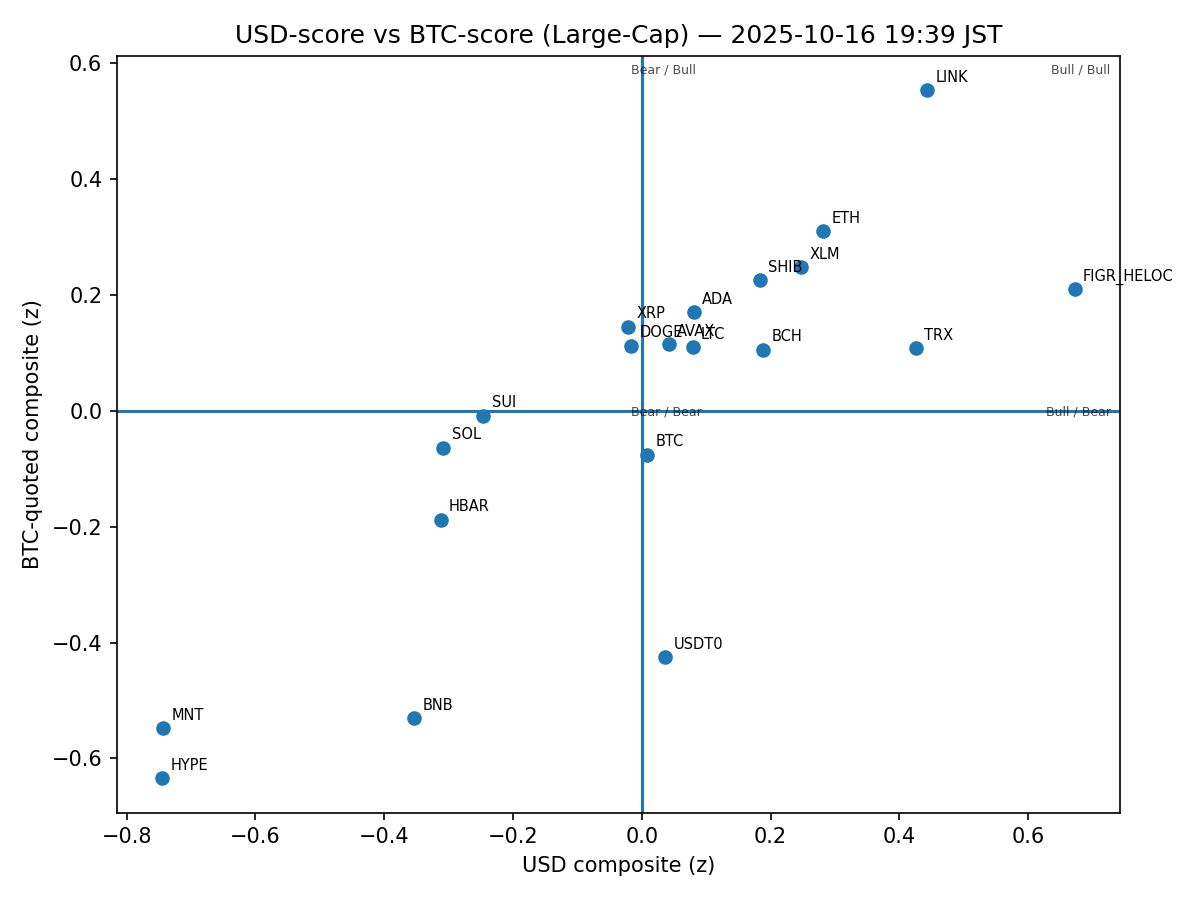 USD-score vs BTC-score (Large-Cap) — 2025-10-16 19:39 JST
0.6
Bear / Bull
Bull / Bull
LINK
0.4
ETH
XLM
SHIB
FIGR_HELOC
0.2
ADA
XRP
DOGE
AVAX
LTC
BCH
TRX
0.0
SUI
Bear / Bear
Bull / Bear
SOL
BTC
HBAR
−0.2
−0.4
USDT0
BNB
MNT
−0.6
HYPE
−0.8
−0.6
−0.4
−0.2
0.0
0.2
0.4
0.6
USD composite (z)
BTC-quoted composite (z)